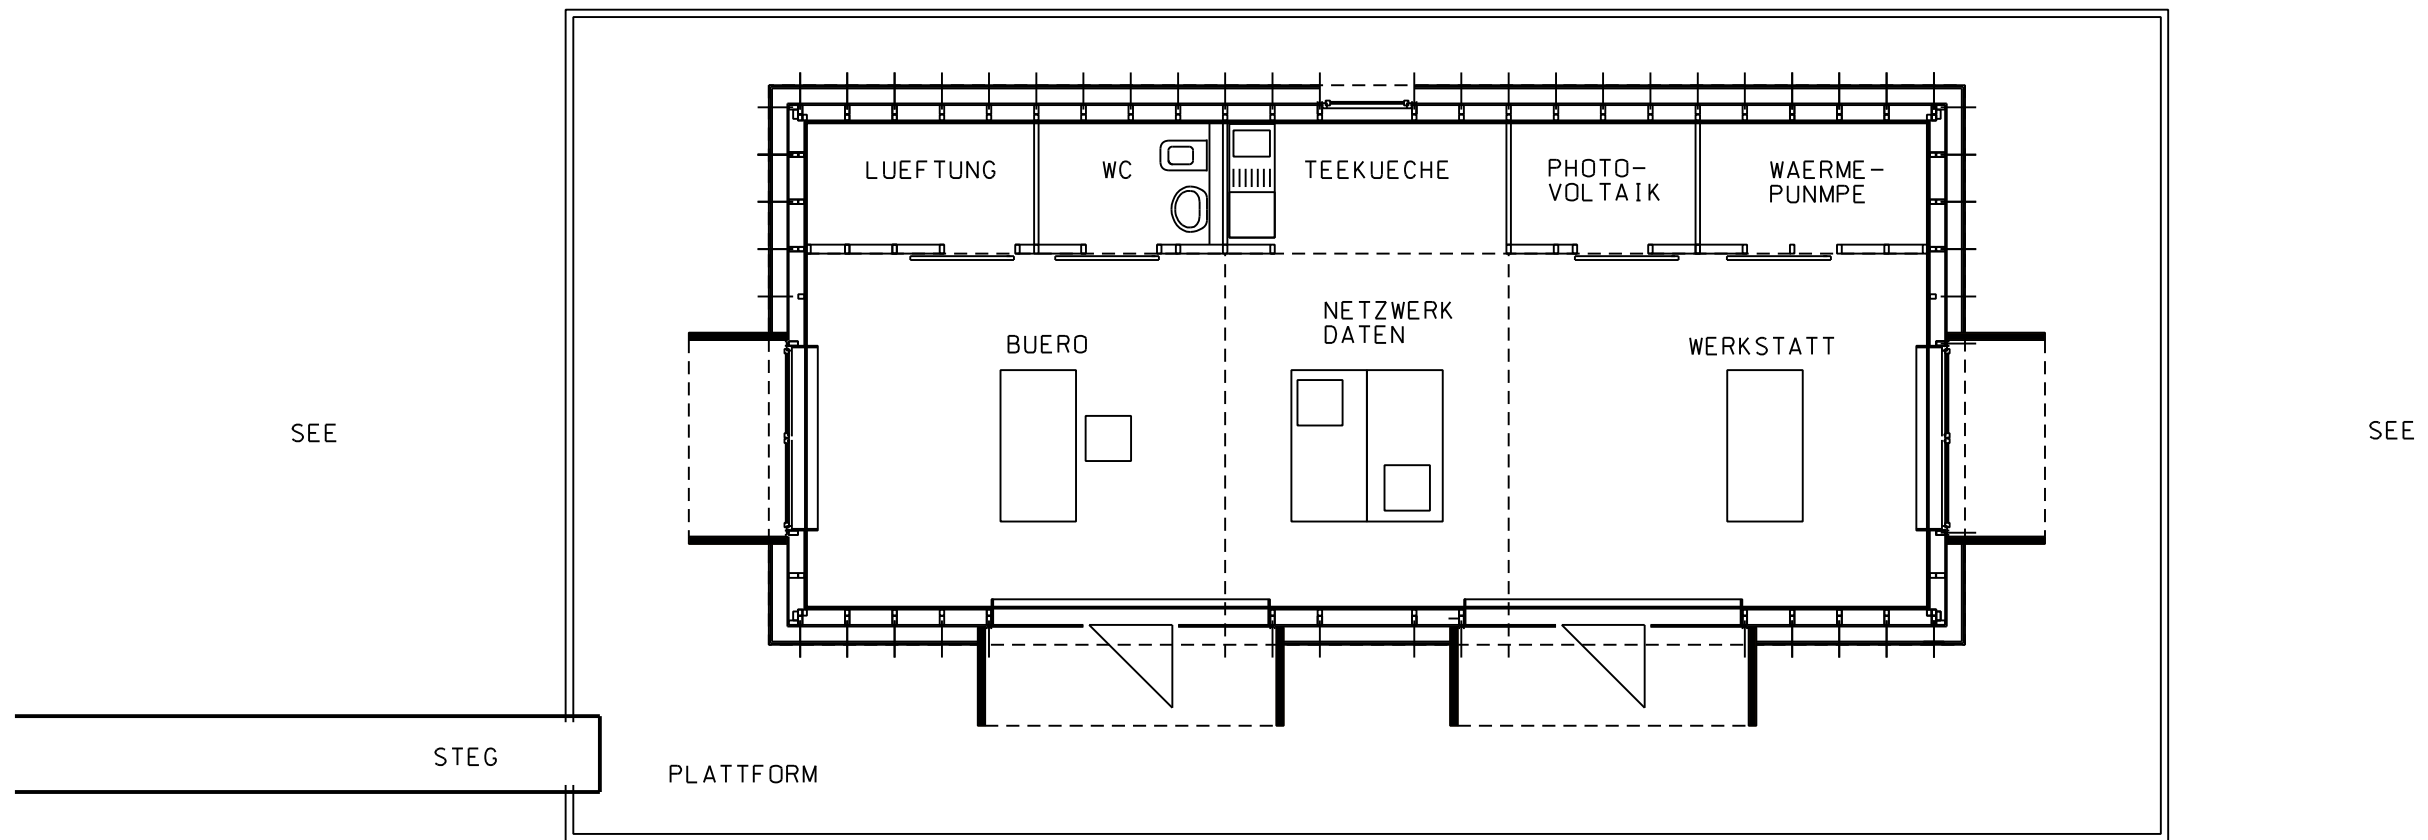 LUEFTUNG
WC
TEEKUECHE
PHOTO-
VOLTAIK
WAERME-
PUNMPE
BUERO
NETZWERK
DATEN
WERKSTATT
SEE
SEE
STEG
PLATTFORM